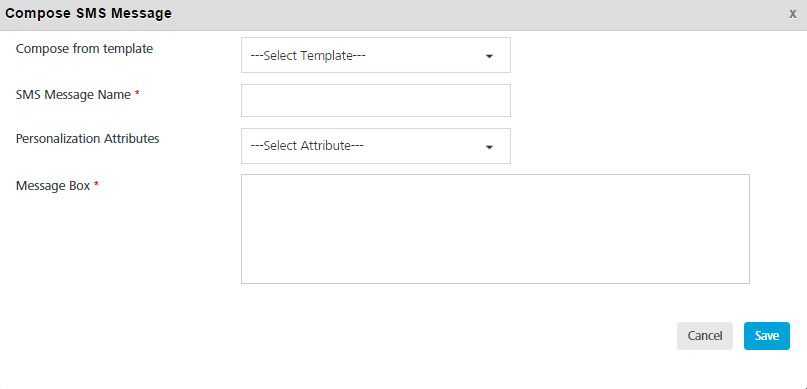 Compose SMS Message x
Compose from template ---Select Template---
SMS Message Name *
Personalization Attributes ---Select Attribute---
Message Box *
Cancel Save